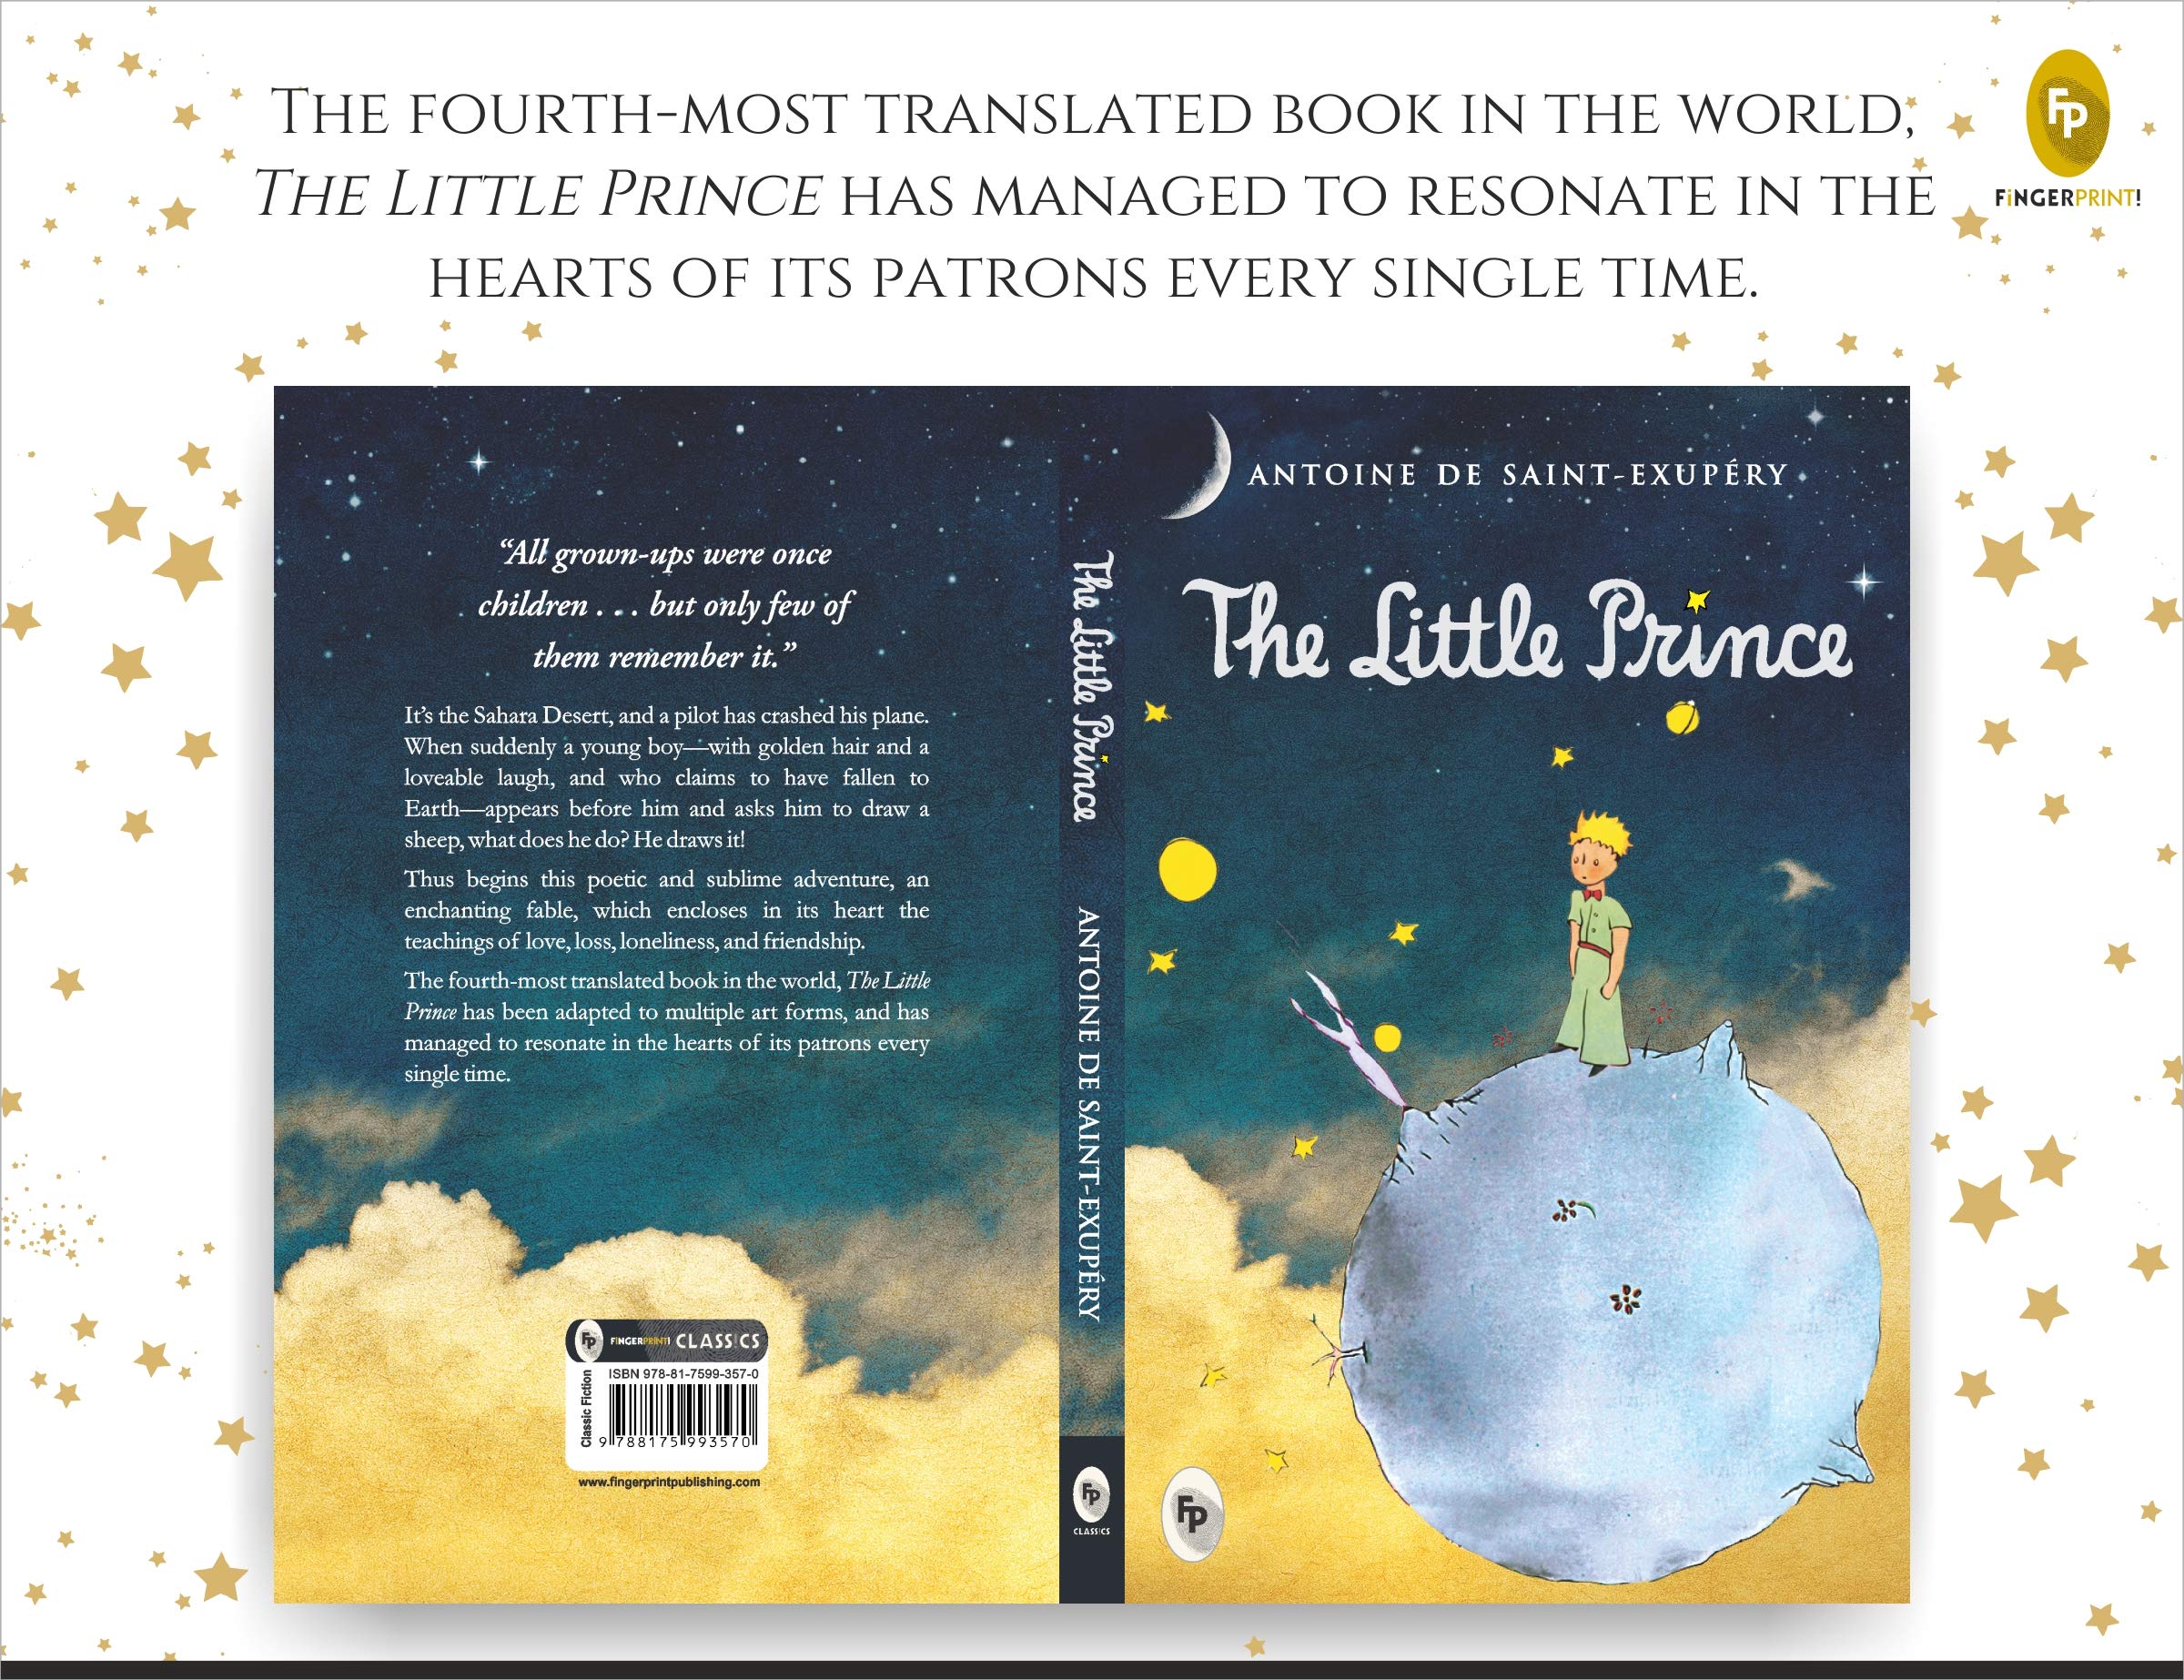 THE FOURTH-MOST TRANSLATED BOOK IN THE WORLD,
THE LITTLE PRINCE HAS MANAGED TO RESONATE IN THE
HEARTS OF ITS PATRONS EVERY SINGLE TIME.
FP
FiNGERPRINT!
“All grown-ups were once
children . . . but only few of
them remember it.”
It’s the Sahara Desert, and a pilot has crashed his plane.
When suddenly a young boy—with golden hair and a
loveable laugh, and who claims to have fallen to
Earth—appears before him and asks him to draw a
sheep, what does he do? He draws it!
Thus begins this poetic and sublime adventure, an
enchanting fable, which encloses in its heart the
teachings of love, loss, loneliness, and friendship.
The fourth-most translated book in the world, The Little
Prince has been adapted to multiple art forms, and has
managed to resonate in the hearts of its patrons every
single time.
FP FiNGERPRINT! CLASSICS
ISBN 978-81-7599-357-0
Classic Fiction
9 788175 993570
www.fingerprintpublishing.com
The Little Prince
ANTOINE DE SAINT-EXUPÉRY
FP
CLASSICS
ANTOINE DE SAINT-EXUPÉRY
The Little Prince
FP